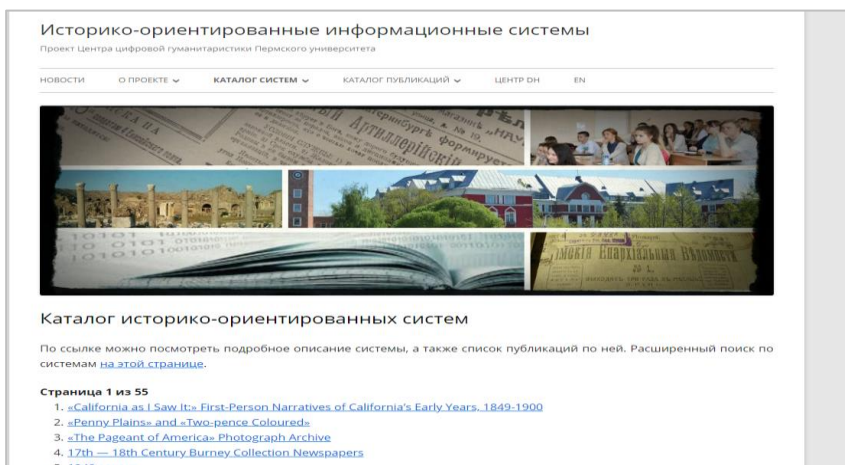 Историко-ориентированные информационные системы
Проект Центра цифровой гуманитаристики Пермского университета
НОВОСТИ О ПРОЕКТЕ КАТАЛОГ СИСТЕМ КАТАЛОГ ПУБЛИКАЦИЙ ЦЕНТР DH EN
Артиллерійскій формирует
Епархіальныя Вѣдомости
Каталог историко-ориентированных систем
По ссылке можно посмотреть подробное описание системы, а также список публикаций по ней. Расширенный поиск по
системам на этой странице.
Страница 1 из 55
1. «California as I Saw It:» First-Person Narratives of California's Early Years, 1849-1900
2. «Penny Plains» and «Two-pence Coloured»
3. «The Pageant of America» Photograph Archive
4. 17th — 18th Century Burney Collection Newspapers